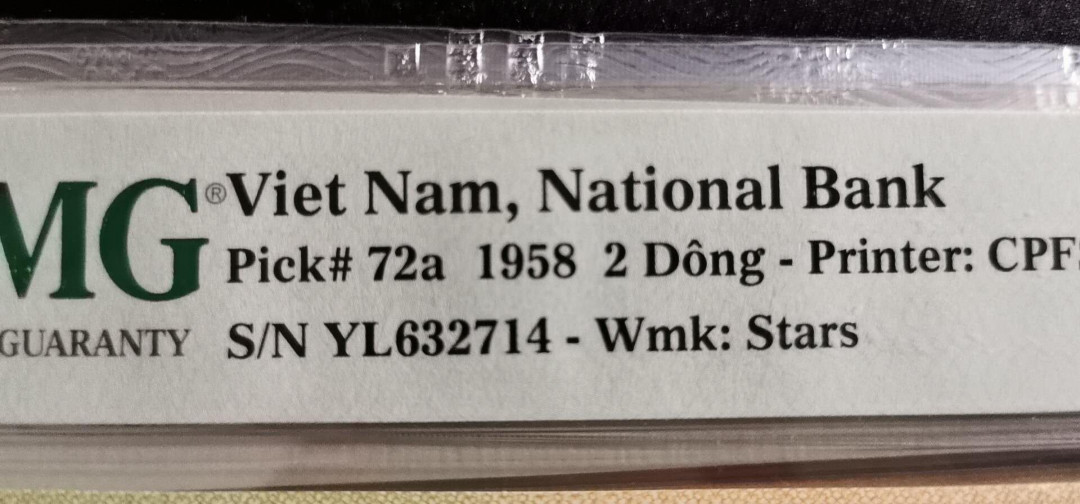 MG® Viet Nam, National Bank
Pick# 72a 1958 2 Dông - Printer: CPF
GUARANTY S/N YL632714 - Wmk: Stars